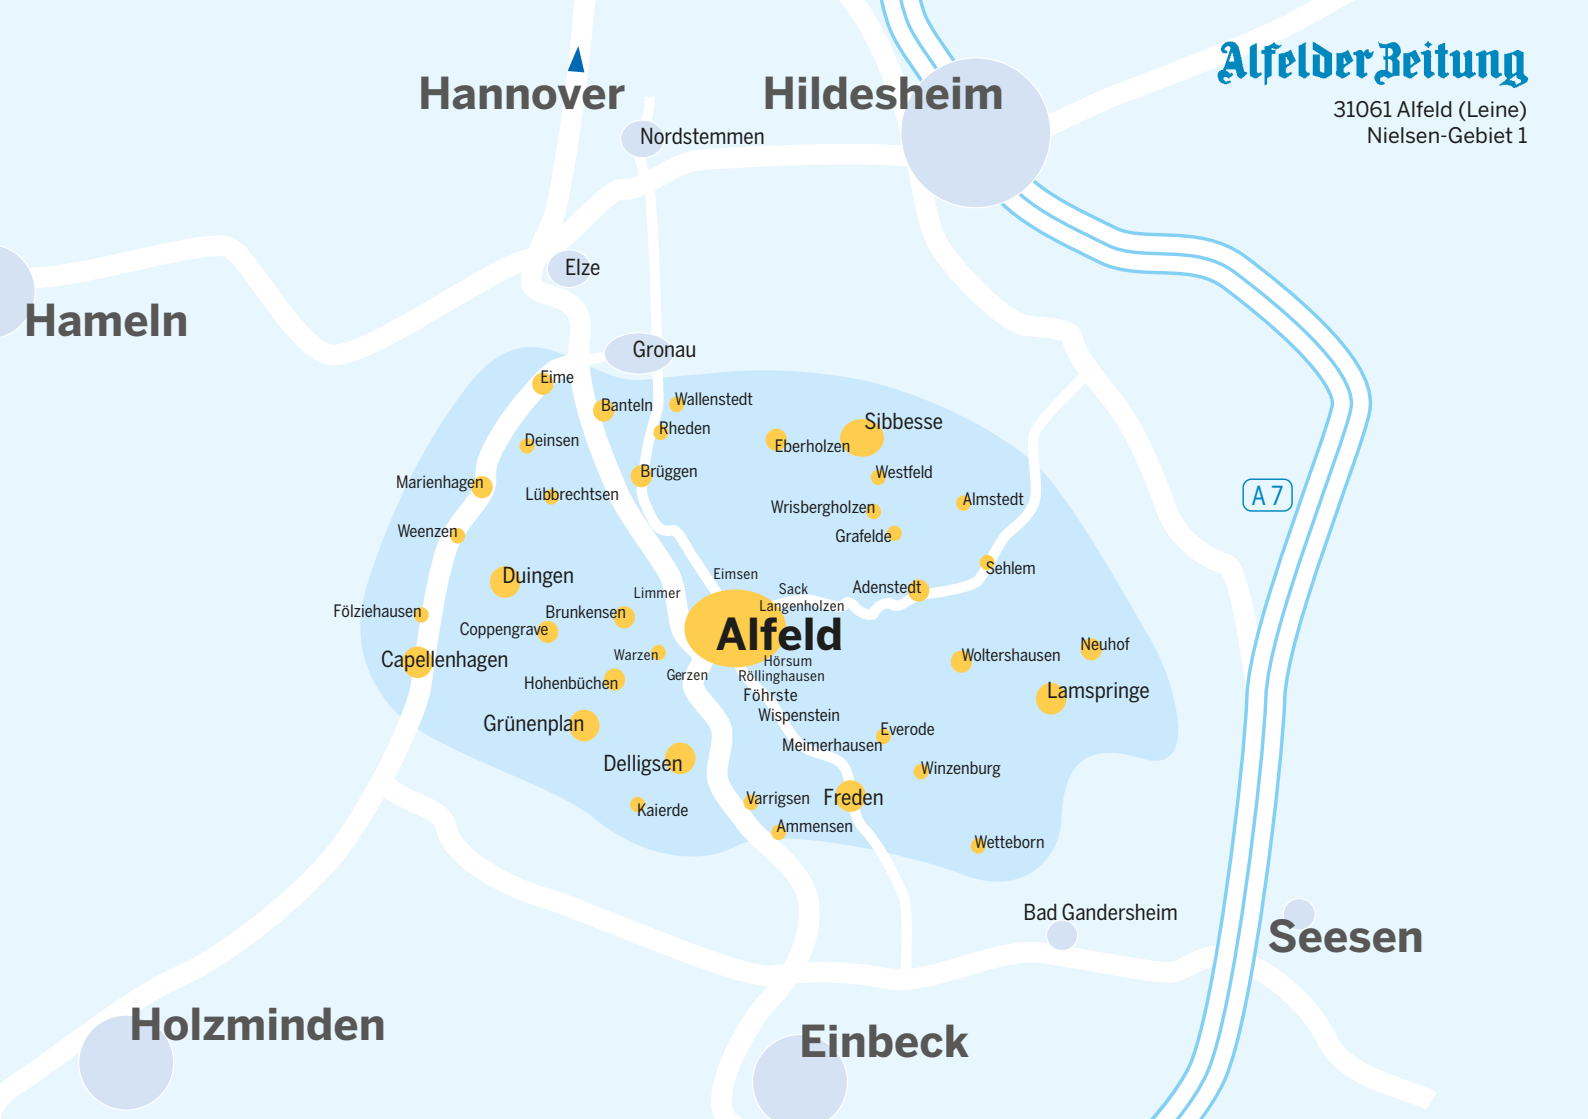 Alfelder Zeitung
31061 Alfeld (Leine)
Nielsen-Gebiet 1
Hannover
Hildesheim
Nordstemmen
Elze
Hameln
Gronau
Eime
Banteln
Wallenstedt
Rheden
Sibbesse
Eberholzen
Deinsen
Brüggen
Westfeld
Marienhagen
Lübbrechtsen
Almstedt
Wrisbergholzen
A 7
Weenzen
Grafelde
Sehlem
Duingen
Eimsen
Sack
Adenstedt
Limmer
Langenholzen
Fölziehausen
Brunkensen
Coppengrave
Alfeld
Neuhof
Capellenhagen
Warzen
Woltershausen
Hörsum
Röllinghausen
Gerzen
Hohenbüchen
Lamspringe
Föhrste
Wispenstein
Grünenplan
Everode
Meimerhausen
Delligsen
Winzenburg
Varrigsen
Freden
Kaierde
Ammensen
Wetteborn
Bad Gandersheim
Seesen
Holzminden
Einbeck